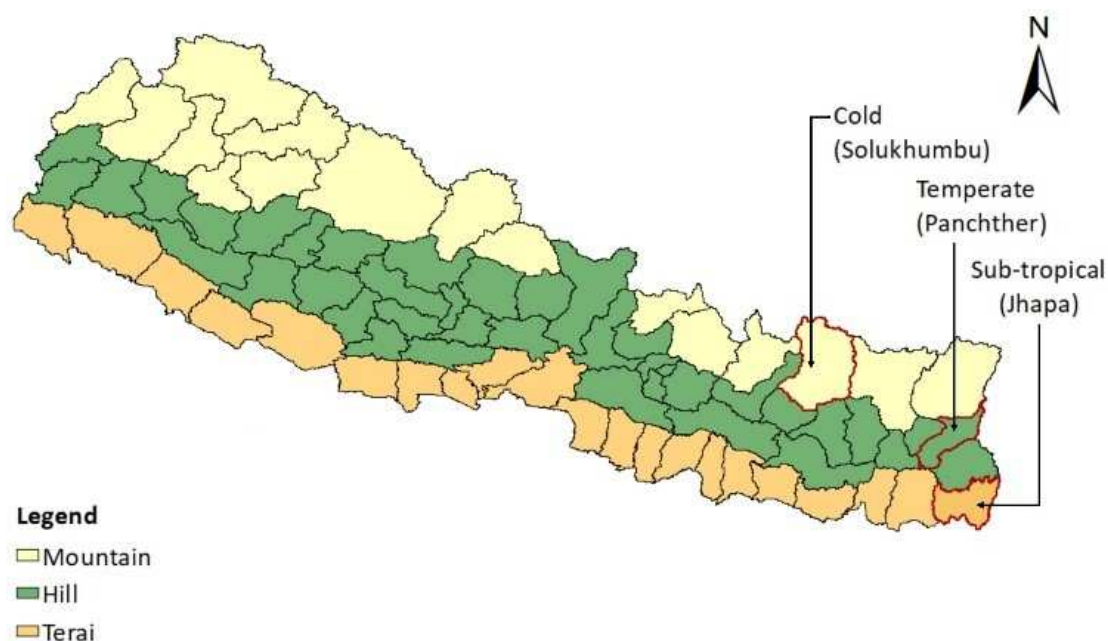 N
Cold
(Solukhumbu)
Temperate
(Panchther)
Sub-tropical
(Jhapa)
Legend
Mountain
Hill
Terai